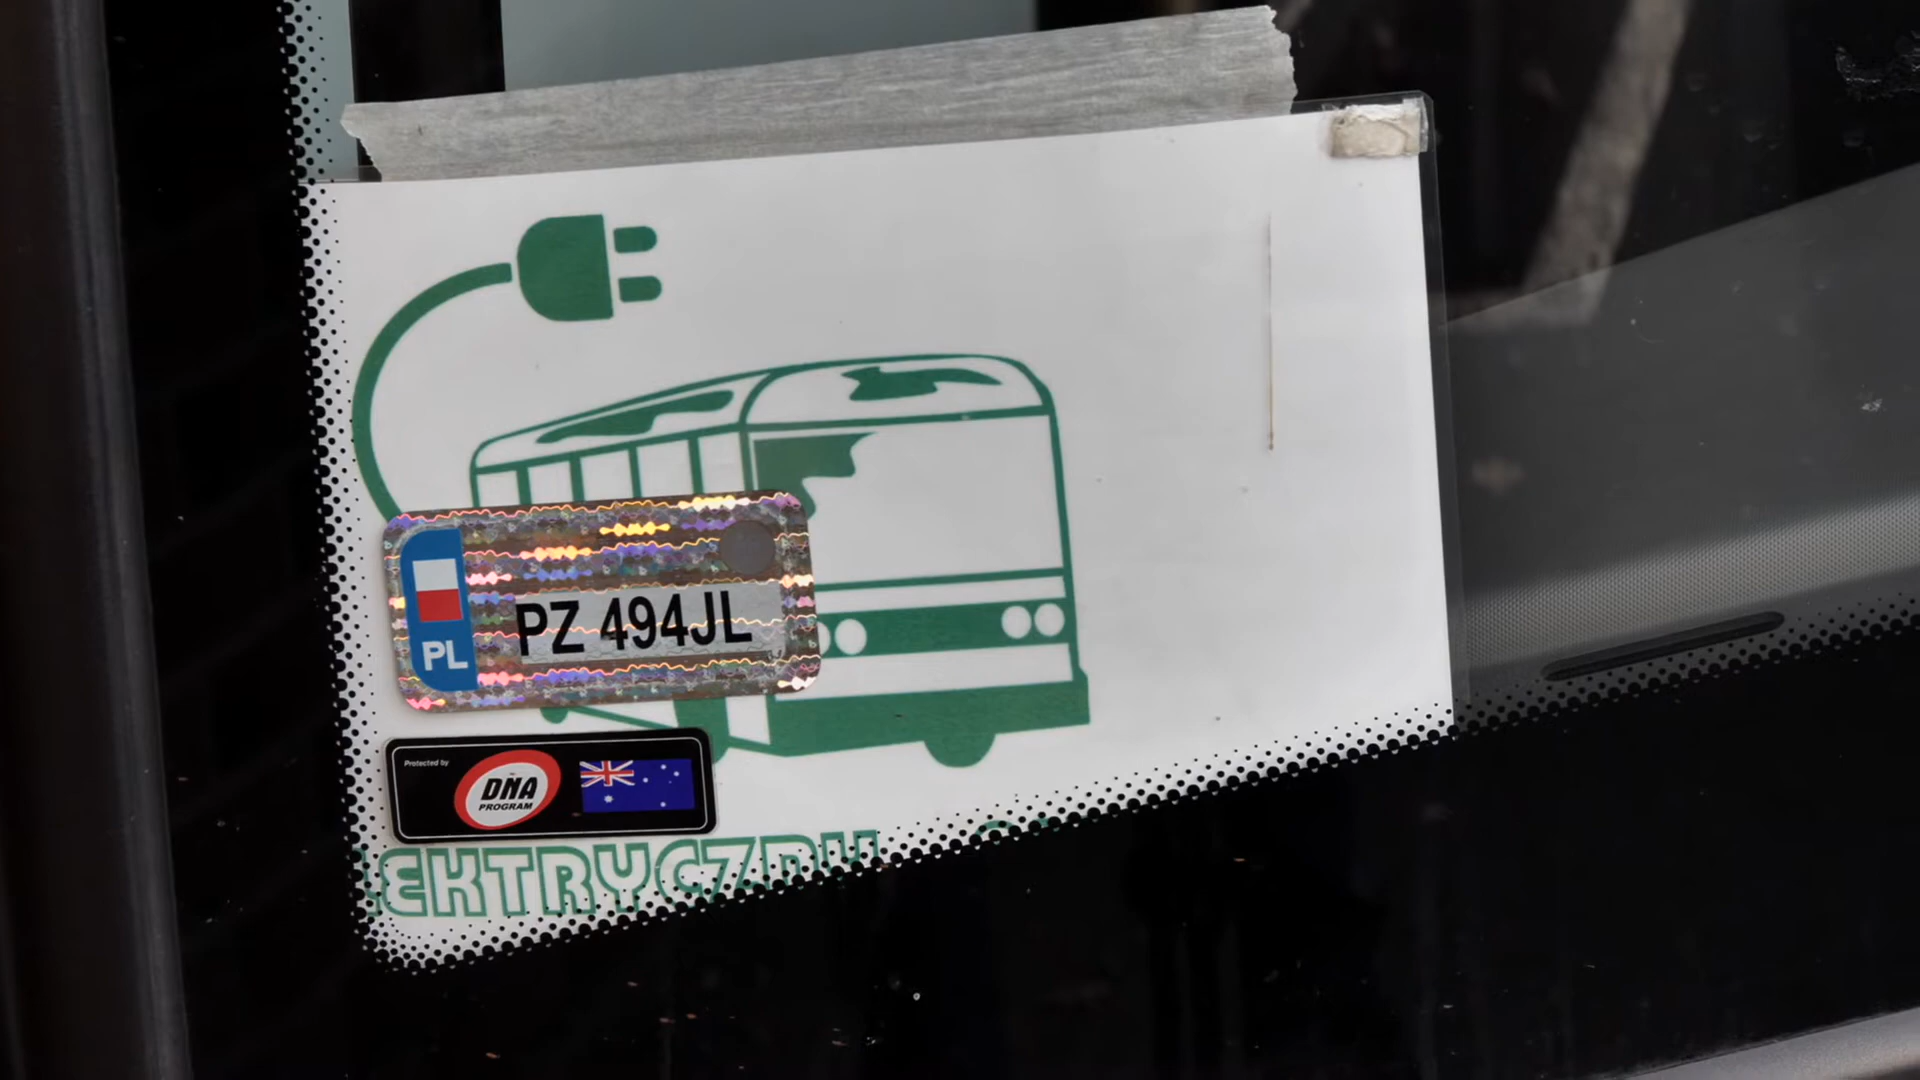 PL
PZ 494JL
Protected by
DNA
PROGRAM
EKTRYCZNY